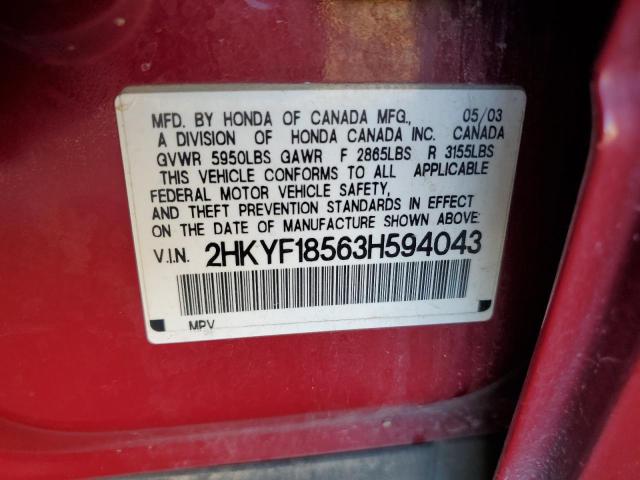 MFD. BY HONDA OF CANADA MFG., 05/03
A DIVISION OF HONDA CANADA INC. CANADA
GVWR 5950LBS GAWR F 2865LBS R 3155LBS
THIS VEHICLE CONFORMS TO ALL APPLICABLE
FEDERAL MOTOR VEHICLE SAFETY,
AND THEFT PREVENTION STANDARDS IN EFFECT
ON THE DATE OF MANUFACTURE SHOWN ABOVE:
V.I.N. 2HKYF18563H594043
MPV